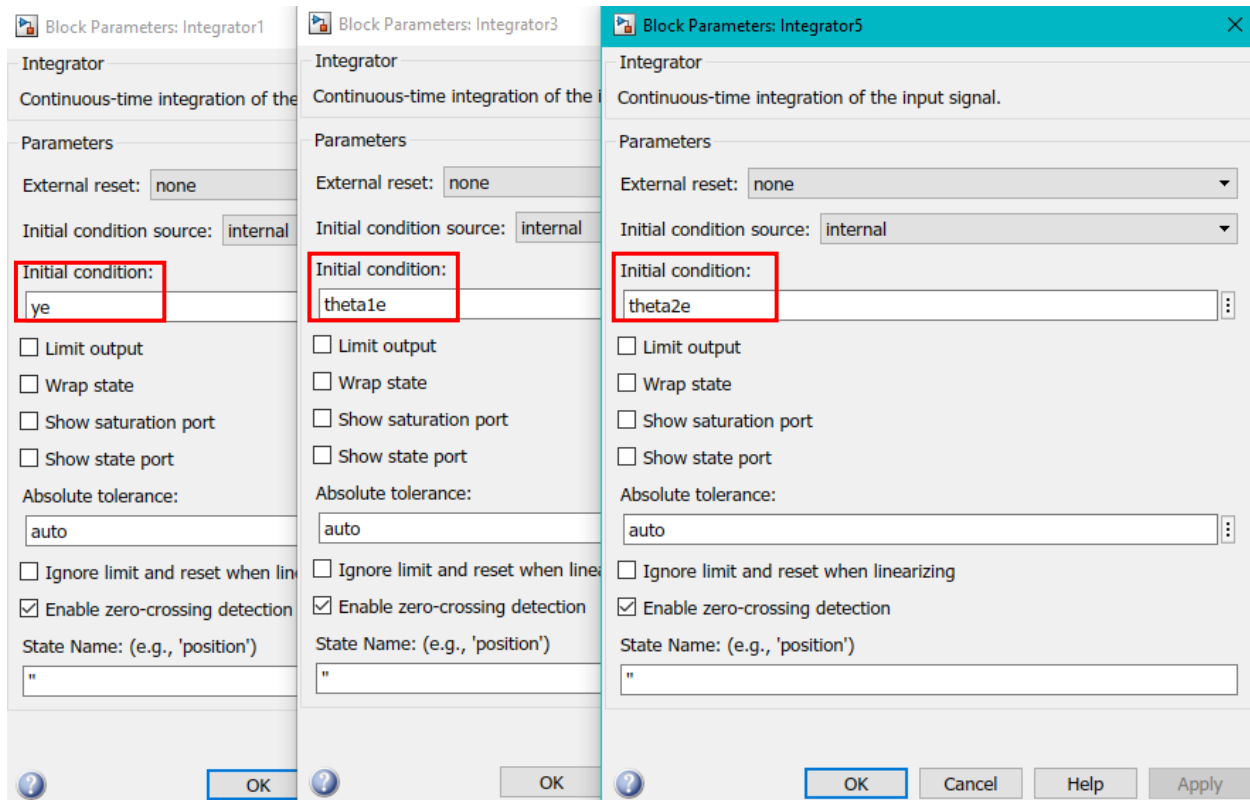 Block Parameters: Integrator1
Integrator
Continuous-time integration of the
Parameters
External reset: none
Initial condition source: internal
Initial condition:
ye
Limit output
Wrap state
Show saturation port
Show state port
Absolute tolerance:
auto
Ignore limit and reset when line
Enable zero-crossing detection
State Name: (e.g., 'position')
"
OK
Block Parameters: Integrator3
Integrator
Continuous-time integration of the i
Parameters
External reset: none
Initial condition source: internal
Initial condition:
theta1e
Limit output
Wrap state
Show saturation port
Show state port
Absolute tolerance:
auto
Ignore limit and reset when linea
Enable zero-crossing detection
State Name: (e.g., 'position')
"
OK
Block Parameters: Integrator5
Integrator
Continuous-time integration of the input signal.
Parameters
External reset: none
Initial condition source: internal
Initial condition:
theta2e
Limit output
Wrap state
Show saturation port
Show state port
Absolute tolerance:
auto
Ignore limit and reset when linearizing
Enable zero-crossing detection
State Name: (e.g., 'position')
"
OK Cancel Help Apply